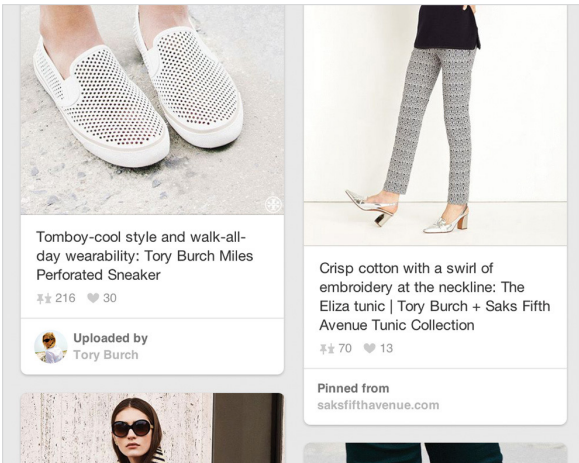 Tomboy-cool style and walk-all-
day wearability: Tory Burch Miles
Perforated Sneaker
216 30
Uploaded by
Tory Burch
Crisp cotton with a swirl of
embroidery at the neckline: The
Eliza tunic | Tory Burch + Saks Fifth
Avenue Tunic Collection
70 13
Pinned from
saksfifthavenue.com